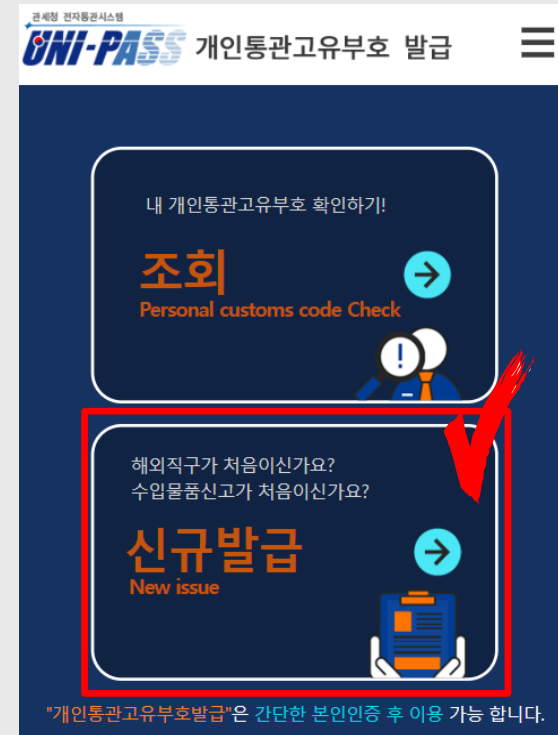 관세청 전자통관시스템
UNI-PASS 개인통관고유부호 발급
내 개인통관고유부호 확인하기!
조회
Personal customs code Check
해외직구가 처음이신가요?
수입물품신고가 처음이신가요?
신규발급
New issue
"개인통관고유부호발급"은 간단한 본인인증 후 이용 가능 합니다.